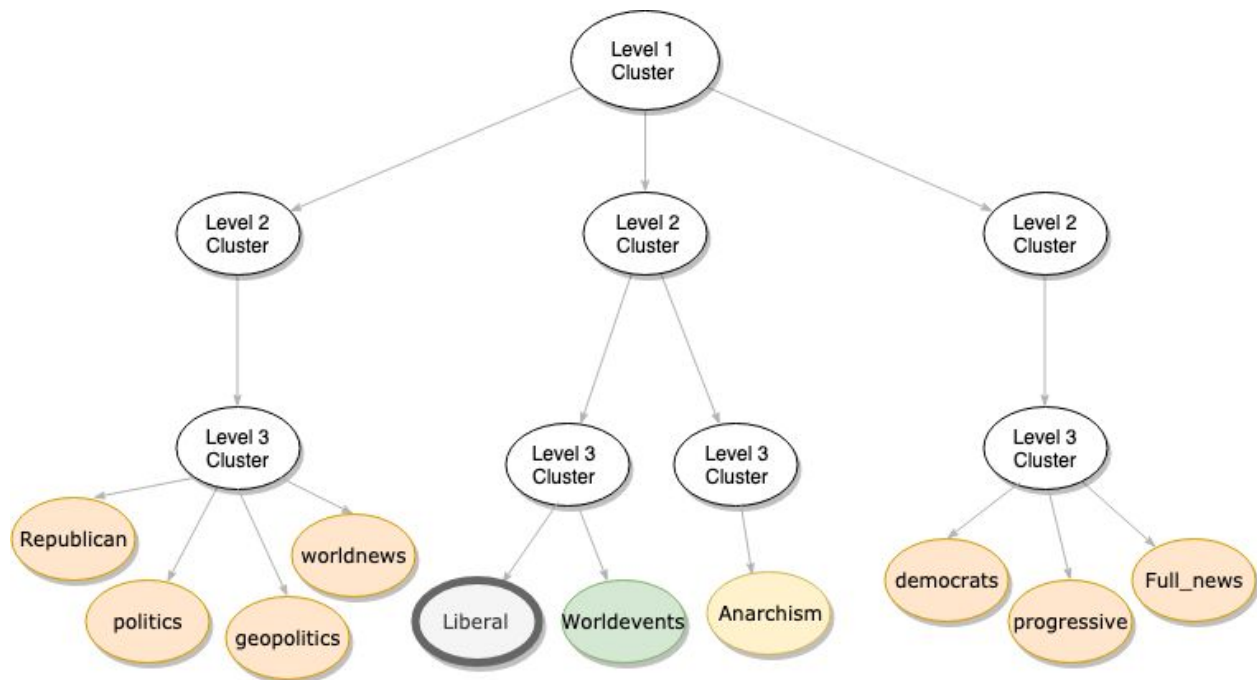 Level 1
Cluster
Level 2
Cluster
Level 2
Cluster
Level 2
Cluster
Level 3
Cluster
Level 3
Cluster
Level 3
Cluster
Level 3
Cluster
Republican
worldnews
politics
geopolitics
Liberal
Worldevents
Anarchism
democrats
progressive
Full_news